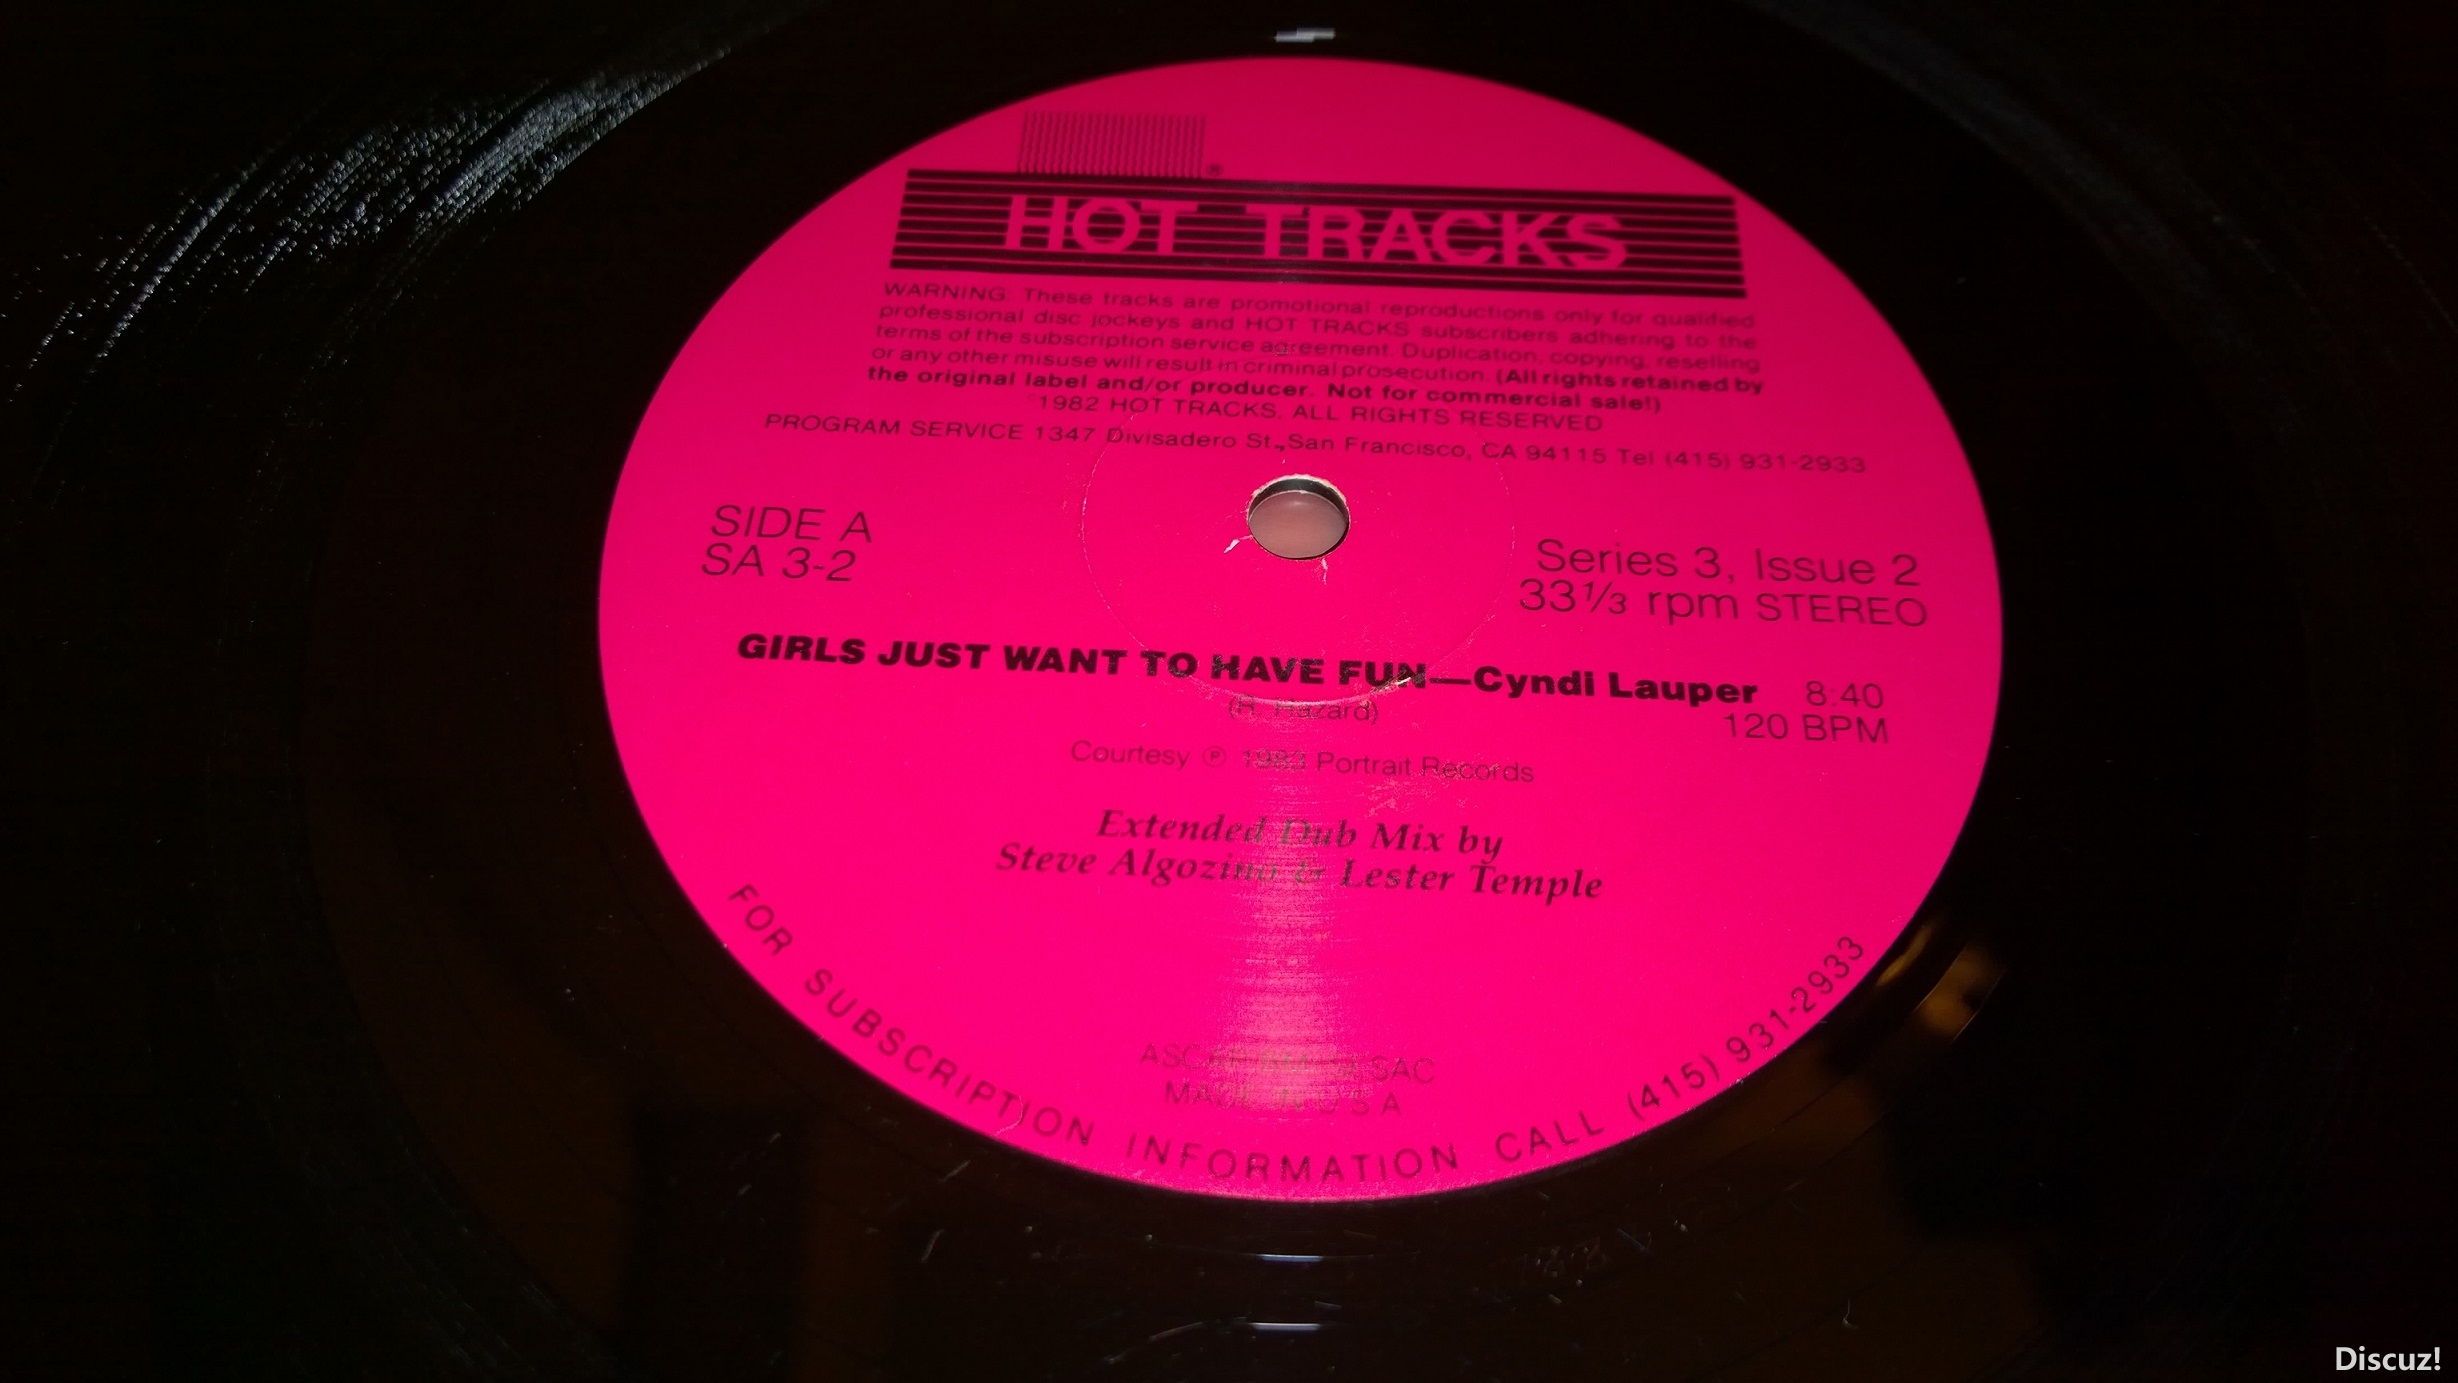 ®
HOT TRACKS
WARNING: These tracks are promotional reproductions only for qualified
professional disc jockeys and HOT TRACKS subscribers adhering to the
terms of the subscription service agreement. Duplication, copying, reselling
or any other misuse will result in criminal prosecution. (All rights retained by
the original label and/or producer. Not for commercial sale!)
©1982 HOT TRACKS. ALL RIGHTS RESERVED
PROGRAM SERVICE 1347 Divisadero St., San Francisco, CA 94115 Tel (415) 931-2933
SIDE A
SA 3-2
Series 3, Issue 2
33⅓ rpm STEREO
GIRLS JUST WANT TO HAVE FUN—Cyndi Lauper 8:40
120 BPM
(R. Hazard)
Courtesy ℗ 1983 Portrait Records
Extended Dub Mix by
Steve Algozino & Lester Temple
MADE IN U S A
FOR SUBSCRIPTION INFORMATION CALL (415) 931-2933
Discuz!